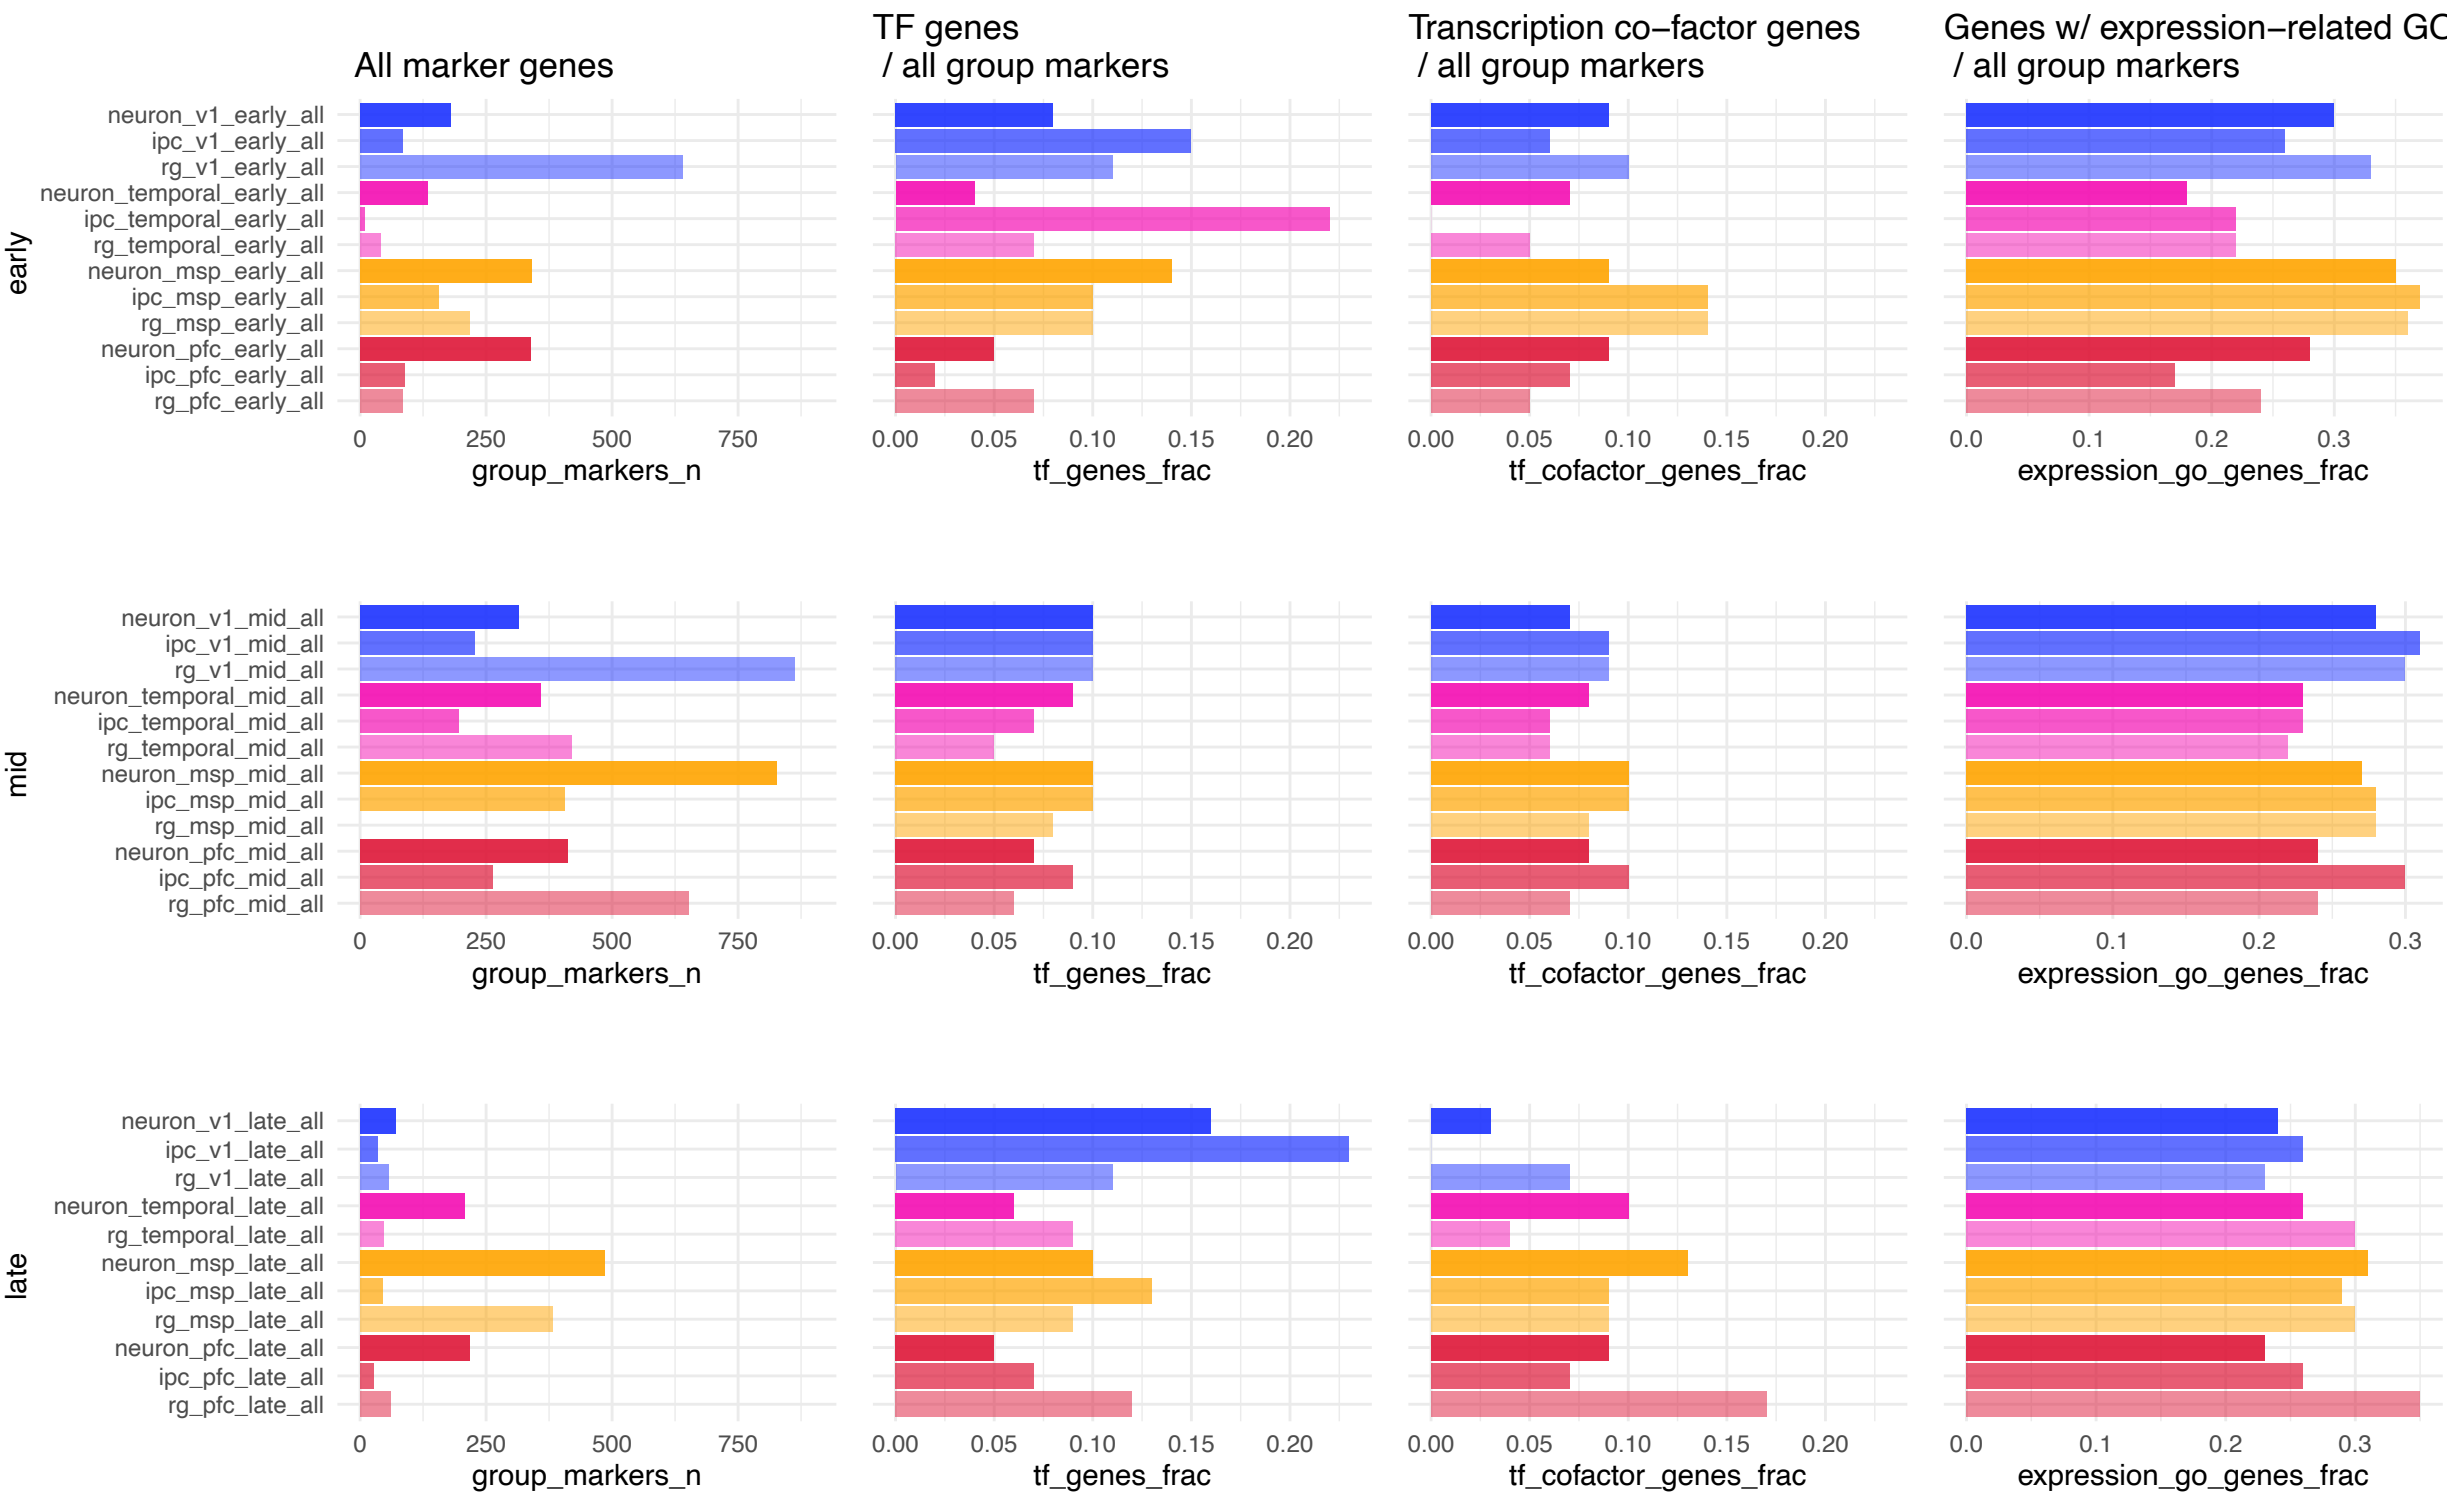 All marker genes
TF genes
/ all group markers
Transcription co−factor genes
/ all group markers
Genes w/ expression−related GO
/ all group markers
early
neuron_v1_early_all
ipc_v1_early_all
rg_v1_early_all
neuron_temporal_early_all
ipc_temporal_early_all
rg_temporal_early_all
neuron_msp_early_all
ipc_msp_early_all
rg_msp_early_all
neuron_pfc_early_all
ipc_pfc_early_all
rg_pfc_early_all
0 250 500 750
group_markers_n
0.00 0.05 0.10 0.15 0.20
tf_genes_frac
0.00 0.05 0.10 0.15 0.20
tf_cofactor_genes_frac
0.0 0.1 0.2 0.3
expression_go_genes_frac
mid
neuron_v1_mid_all
ipc_v1_mid_all
rg_v1_mid_all
neuron_temporal_mid_all
ipc_temporal_mid_all
rg_temporal_mid_all
neuron_msp_mid_all
ipc_msp_mid_all
rg_msp_mid_all
neuron_pfc_mid_all
ipc_pfc_mid_all
rg_pfc_mid_all
0 250 500 750
group_markers_n
0.00 0.05 0.10 0.15 0.20
tf_genes_frac
0.00 0.05 0.10 0.15 0.20
tf_cofactor_genes_frac
0.0 0.1 0.2 0.3
expression_go_genes_frac
late
neuron_v1_late_all
ipc_v1_late_all
rg_v1_late_all
neuron_temporal_late_all
rg_temporal_late_all
neuron_msp_late_all
ipc_msp_late_all
rg_msp_late_all
neuron_pfc_late_all
ipc_pfc_late_all
rg_pfc_late_all
0 250 500 750
group_markers_n
0.00 0.05 0.10 0.15 0.20
tf_genes_frac
0.00 0.05 0.10 0.15 0.20
tf_cofactor_genes_frac
0.0 0.1 0.2 0.3
expression_go_genes_frac